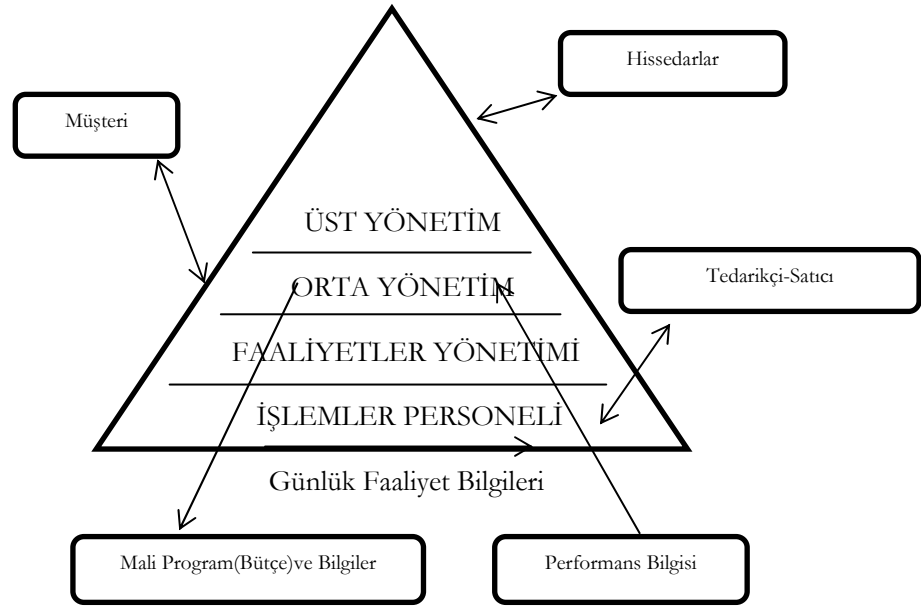 Hissedarlar
Müşteri
ÜST YÖNETİM
ORTA YÖNETİM
Tedarikçi-Satıcı
FAALİYETLER YÖNETİMİ
İŞLEMLER PERSONELİ
Günlük Faaliyet Bilgileri
Mali Program(Bütçe)ve Bilgiler
Performans Bilgisi